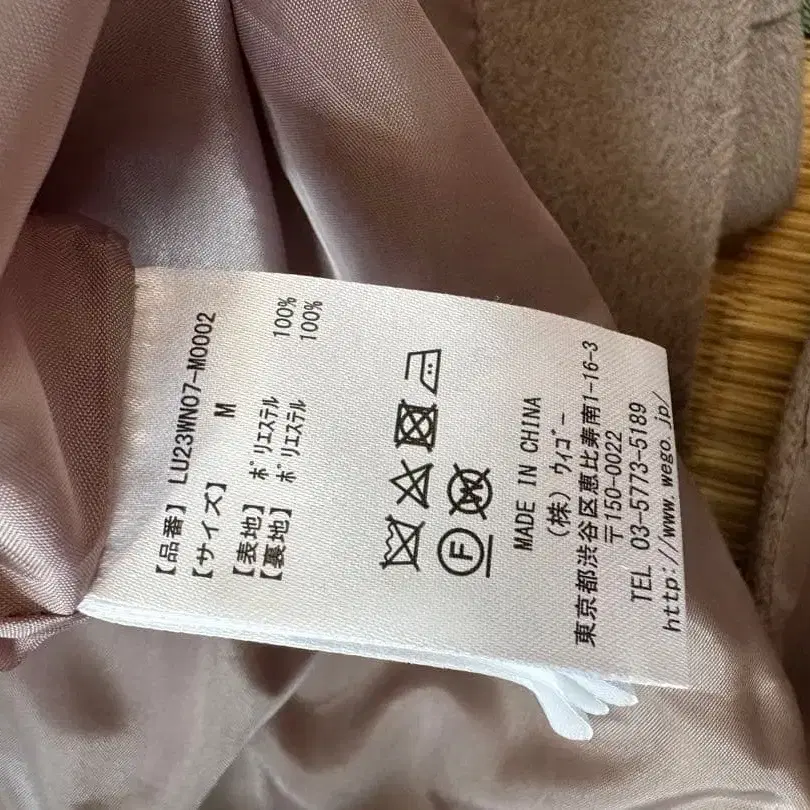 【品番】 LU23WN07-M0002
【サイズ】 M
【表地】 ポリエステル 100%
【裏地】 ポリエステル 100%
F W
MADE IN CHINA
(株) ウィゴー
東京都渋谷区恵比寿南1-16-3
〒150-0022
TEL 03-5773-5189
http://www.wego.jp/